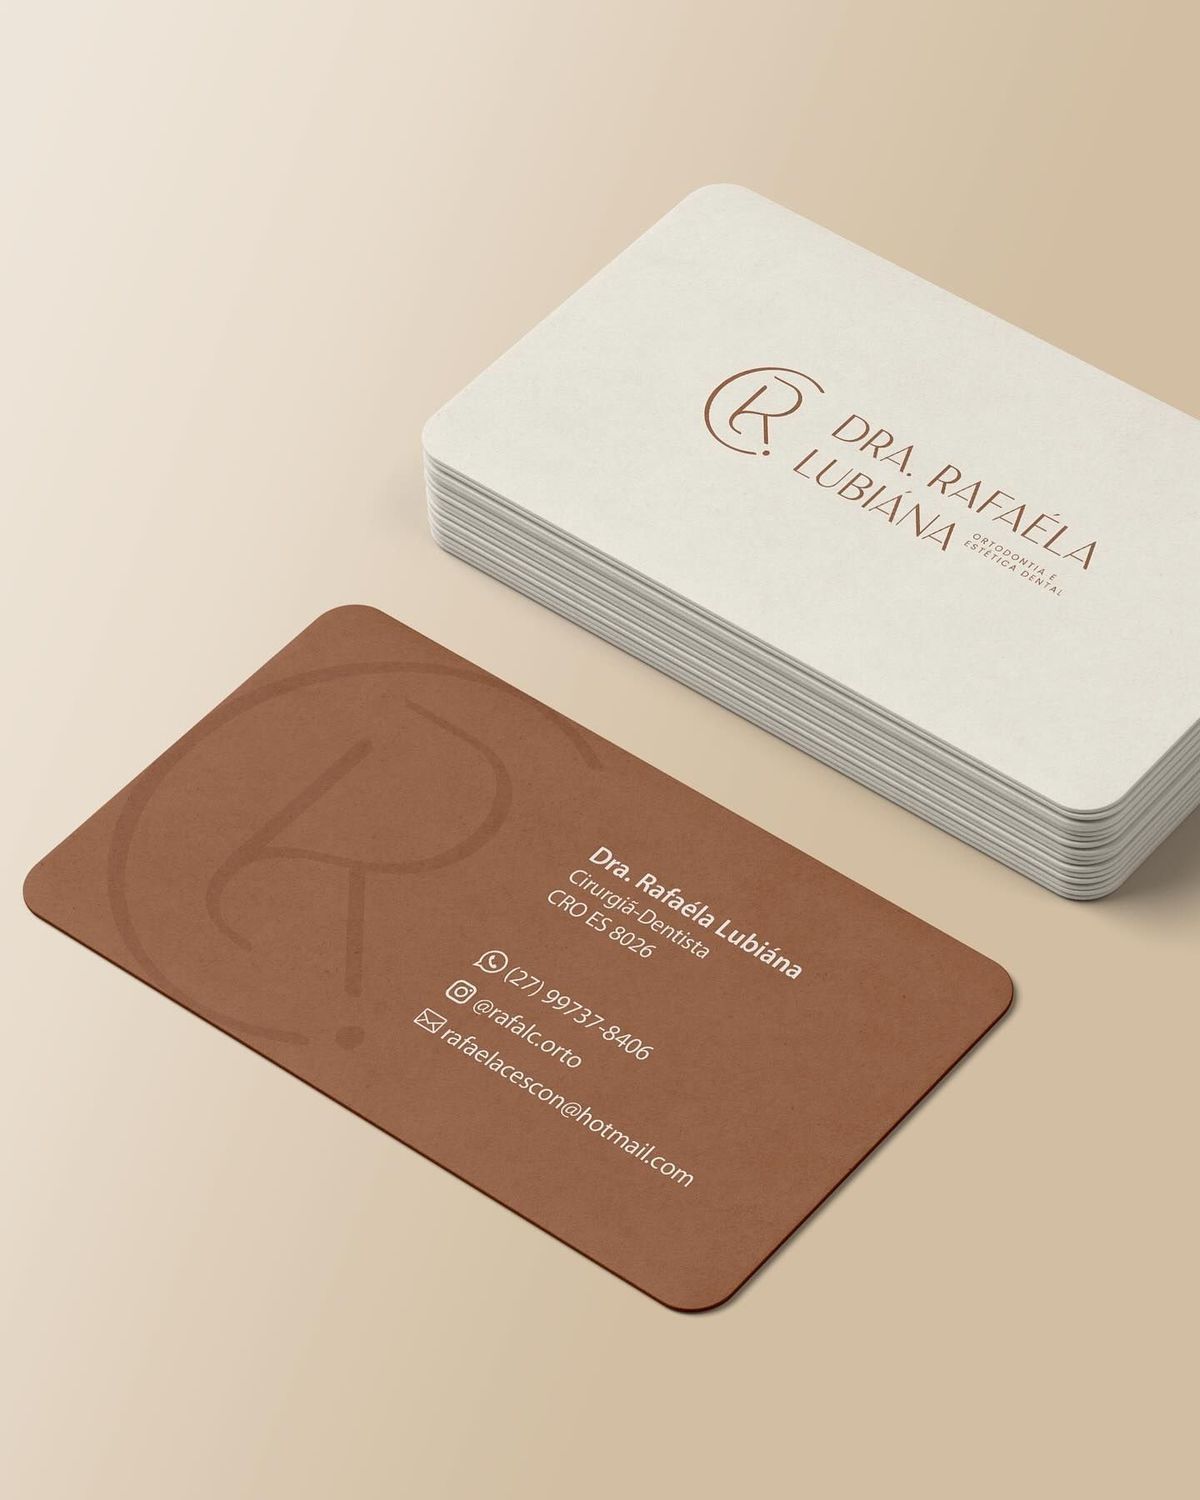 DRA. RAFAÉLA
LUBIÁNA
ORTODONTIA E
ESTÉTICA DENTAL
Dra. Rafaéla Lubiána
Cirurgiã-Dentista
CRO ES 8026
(27) 99737-8406
@rafalc.orto
rafaelacescon@hotmail.com